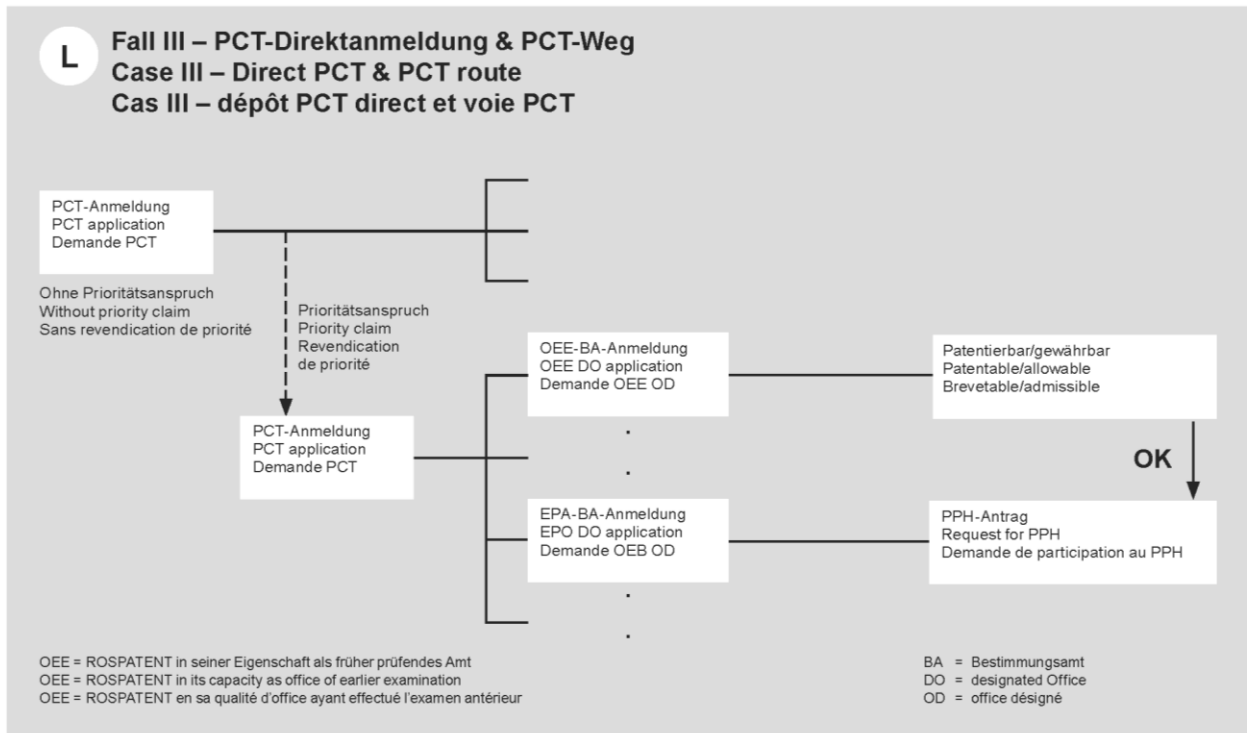 L
Fall III – PCT-Direktanmeldung & PCT-Weg
Case III – Direct PCT & PCT route
Cas III – dépôt PCT direct et voie PCT
PCT-Anmeldung
PCT application
Demande PCT
Ohne Prioritätsanspruch
Without priority claim
Sans revendication de priorité
Prioritätsanspruch
Priority claim
Revendication
de priorité
OEE-BA-Anmeldung
OEE DO application
Demande OEE OD
Patentierbar/gewährbar
Patentable/allowable
Brevetable/admissible
PCT-Anmeldung
PCT application
Demande PCT
OK
EPA-BA-Anmeldung
EPO DO application
Demande OEB OD
PPH-Antrag
Request for PPH
Demande de participation au PPH
OEE = ROSPATENT in seiner Eigenschaft als früher prüfendes Amt
OEE = ROSPATENT in its capacity as office of earlier examination
OEE = ROSPATENT en sa qualité d'office ayant effectué l'examen antérieur
BA = Bestimmungsamt
DO = designated Office
OD = office désigné